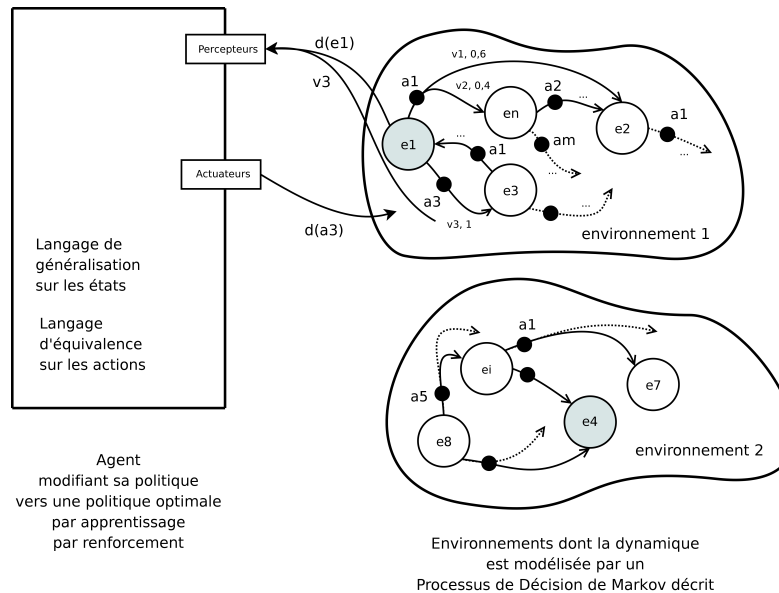 Percepteurs
d(e1)
v3
Actuateurs
d(a3)
Langage de
généralisation
sur les états
Langage
d'équivalence
sur les actions
Agent
modifiant sa politique
vers une politique optimale
par apprentissage
par renforcement
v1, 0,6
a1
v2, 0,4
a2
...
en
e2
a1
...
e1
...
a1
am
...
e3
a3
v3, 1
...
environnement 1
a1
ei
e7
a5
e4
e8
environnement 2
Environnements dont la dynamique
est modélisée par un
Processus de Décision de Markov décrit